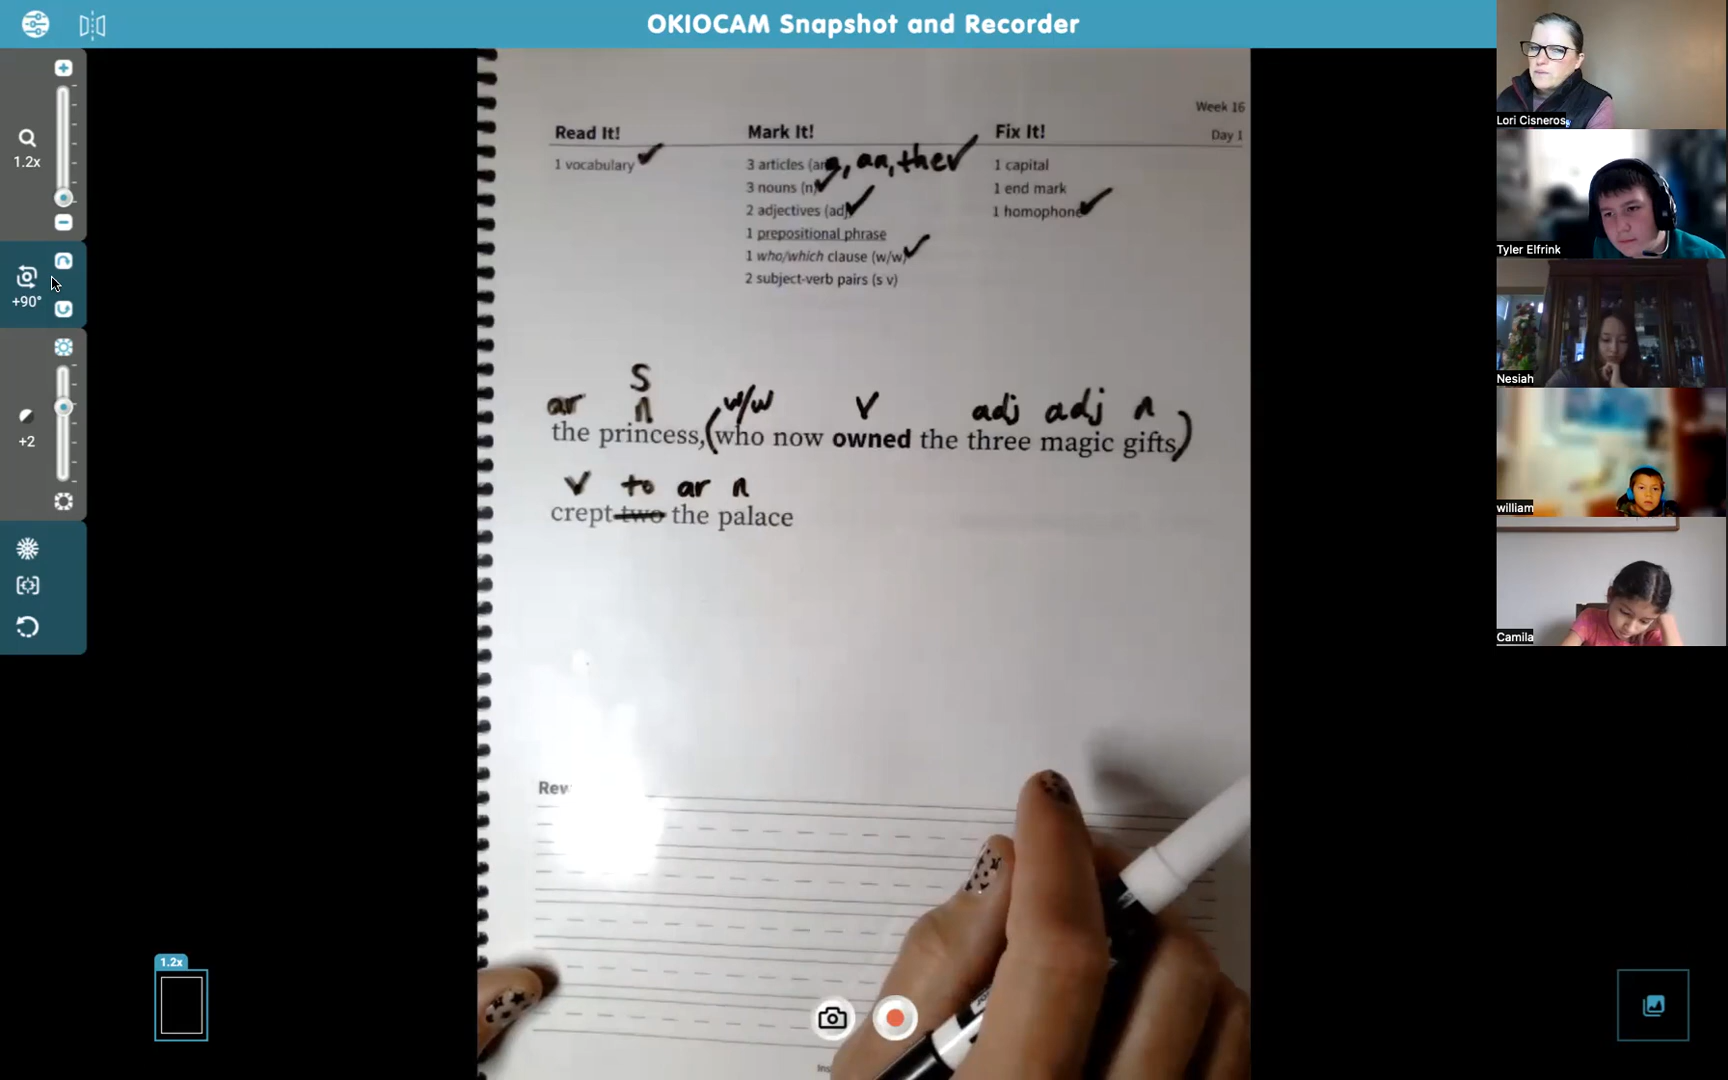 OKIOCAM Snapshot and Recorder
1.2x
+90°
+2
1.2x
Week 16
Day 1
Read It!
1 vocabulary ✓
Mark It!
3 articles (ar a, an, the ✓
3 nouns (n) ✓
2 adjectives (adj ✓
1 prepositional phrase
1 who/which clause (w/w) ✓
2 subject-verb pairs (s v)
Fix It!
1 capital
1 end mark
1 homophone ✓
S
ar n w/w v adj adj n
the princess, (who now owned the three magic gifts)
v to ar n
crept two the palace
Rew
Lori Cisneros
Tyler Elfrink
Nesiah
william
Camila